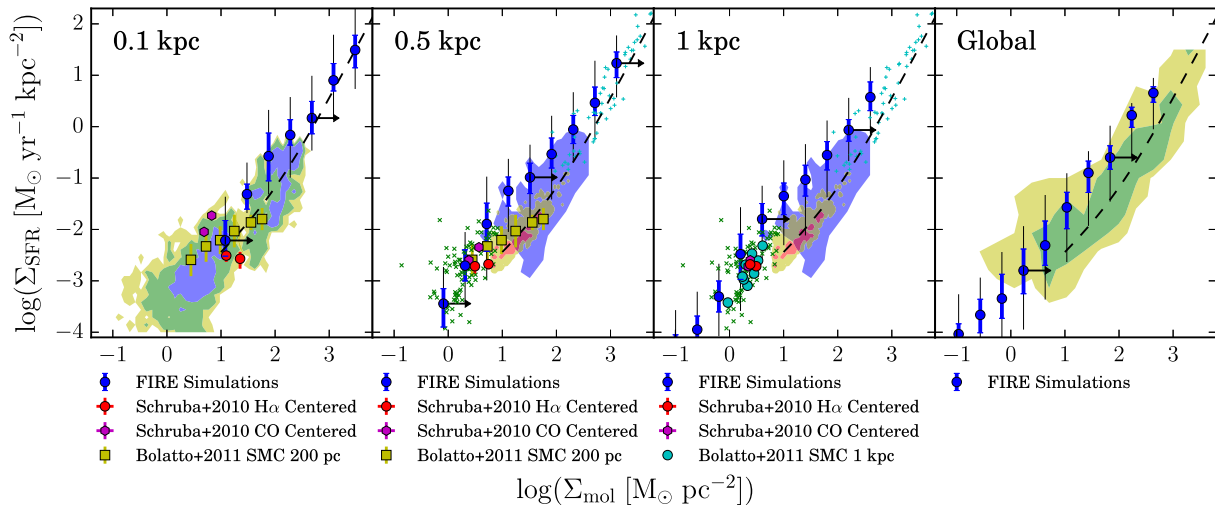 0.1 kpc
0.5 kpc
1 kpc
Global
log(Σ_SFR [M⊙ yr⁻¹ kpc⁻²])
2
1
0
−1
−2
−3
−4
−1 0 1 2 3
−1 0 1 2 3
−1 0 1 2 3
−1 0 1 2 3
FIRE Simulations
Schruba+2010 Hα Centered
Schruba+2010 CO Centered
Bolatto+2011 SMC 200 pc
FIRE Simulations
Schruba+2010 Hα Centered
Schruba+2010 CO Centered
Bolatto+2011 SMC 200 pc
FIRE Simulations
Schruba+2010 Hα Centered
Schruba+2010 CO Centered
Bolatto+2011 SMC 1 kpc
FIRE Simulations
log(Σ_mol [M⊙ pc⁻²])